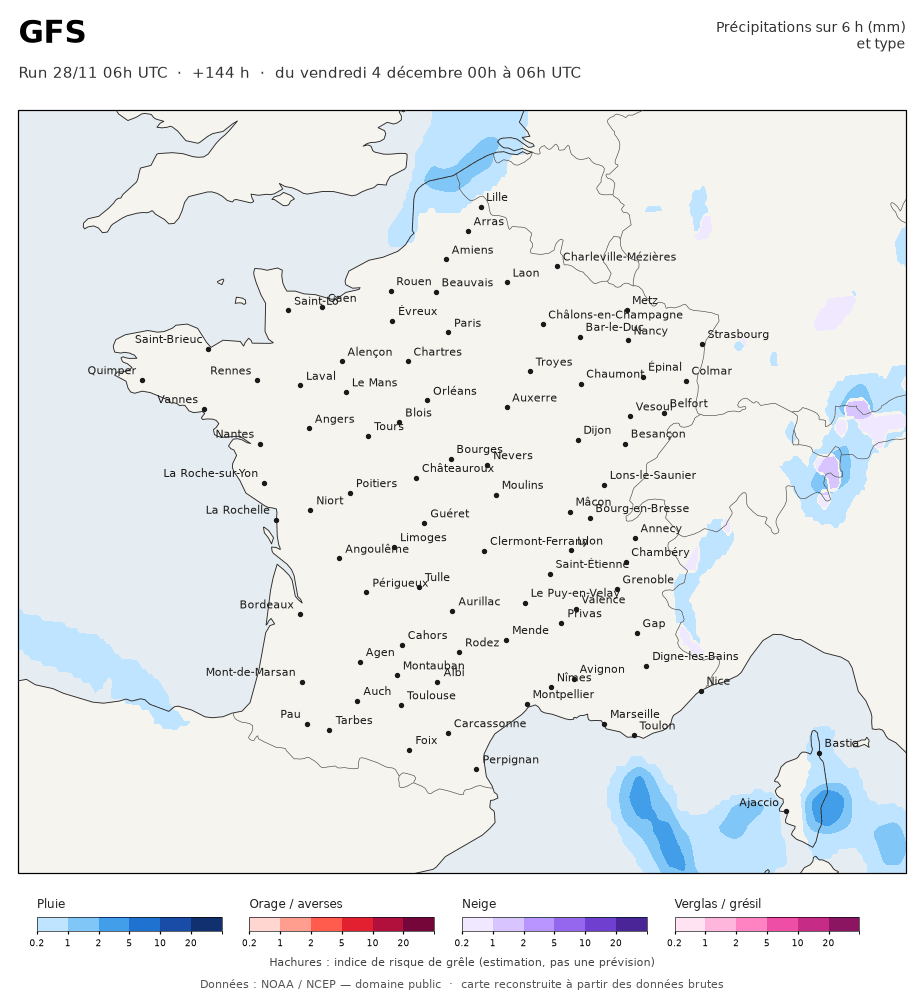 GFS
Précipitations sur 6 h (mm)
et type
Run 28/11 06h UTC · +144 h · du vendredi 4 décembre 00h à 06h UTC
Lille
Arras
Amiens
Charleville-Mézières
Laon
Rouen
Beauvais
Saint-Lô
Caen
Metz
Évreux
Châlons-en-Champagne
Paris
Bar-le-Duc
Nancy
Strasbourg
Saint-Brieuc
Alençon
Chartres
Troyes
Épinal
Quimper
Rennes
Laval
Le Mans
Chaumont
Colmar
Orléans
Vannes
Auxerre
Vesoul
Belfort
Blois
Angers
Tours
Nantes
Dijon
Besançon
Bourges
Nevers
Châteauroux
La Roche-sur-Yon
Lons-le-Saunier
Poitiers
Moulins
Niort
Mâcon
La Rochelle
Bourg-en-Bresse
Guéret
Annecy
Limoges
Clermont-Ferrand
Lyon
Angoulême
Chambéry
Saint-Étienne
Tulle
Périgueux
Grenoble
Le Puy-en-Velay
Valence
Bordeaux
Aurillac
Privas
Gap
Cahors
Mende
Rodez
Agen
Digne-les-Bains
Mont-de-Marsan
Montauban
Albi
Nîmes
Avignon
Nice
Auch
Toulouse
Montpellier
Pau
Tarbes
Carcassonne
Marseille
Toulon
Foix
Bastia
Perpignan
Ajaccio
Pluie
Orage / averses
Neige
Verglas / grésil
0.2 1 2 5 10 20
0.2 1 2 5 10 20
0.2 1 2 5 10 20
0.2 1 2 5 10 20
Hachures : indice de risque de grêle (estimation, pas une prévision)
Données : NOAA / NCEP — domaine public · carte reconstruite à partir des données brutes